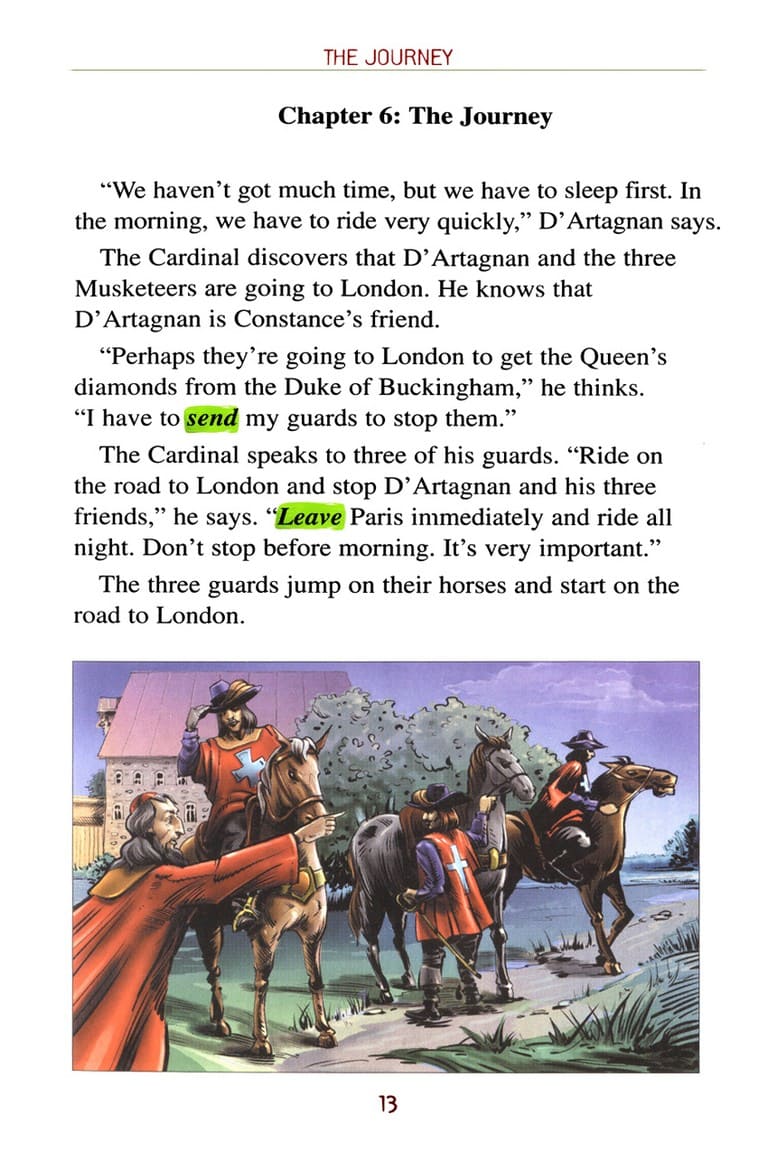 THE JOURNEY
Chapter 6: The Journey
“We haven’t got much time, but we have to sleep first. In
the morning, we have to ride very quickly,” D’Artagnan says.
The Cardinal discovers that D’Artagnan and the three
Musketeers are going to London. He knows that
D’Artagnan is Constance’s friend.
“Perhaps they’re going to London to get the Queen’s
diamonds from the Duke of Buckingham,” he thinks.
“I have to send my guards to stop them.”
The Cardinal speaks to three of his guards. “Ride on
the road to London and stop D’Artagnan and his three
friends,” he says. “Leave Paris immediately and ride all
night. Don’t stop before morning. It’s very important.”
The three guards jump on their horses and start on the
road to London.
13